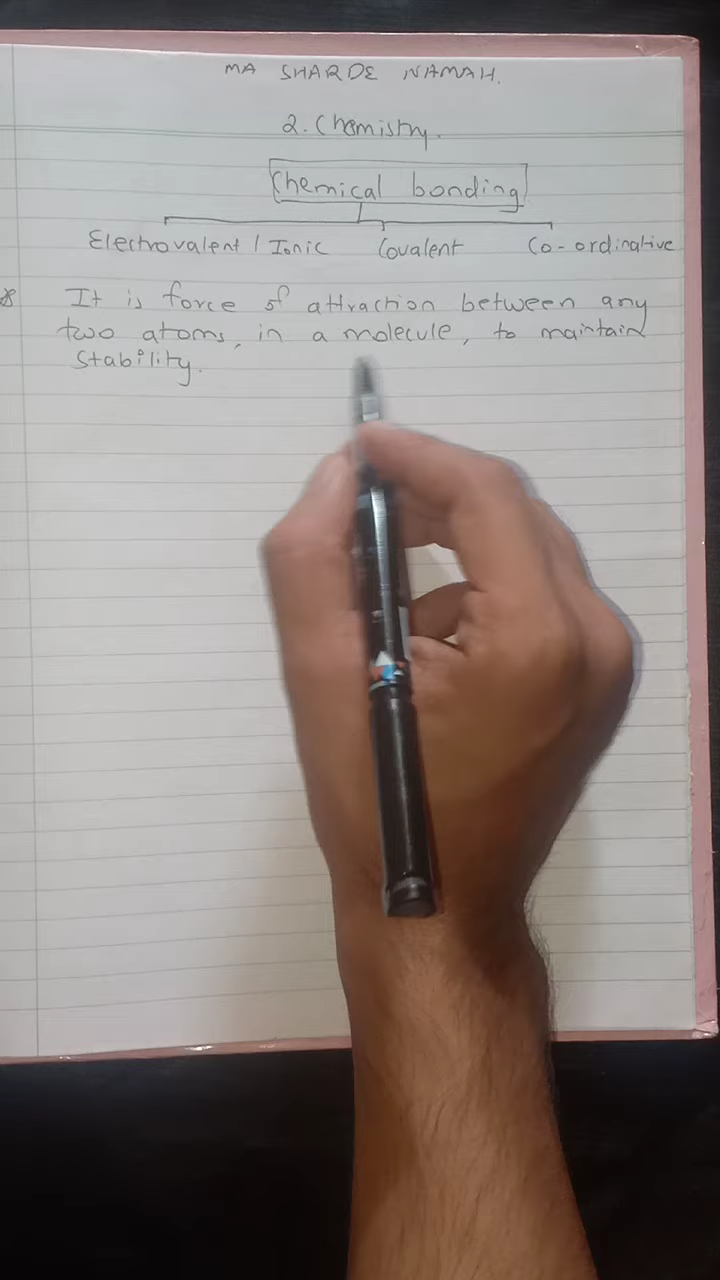 MA SHARDE NAMAH.
2. Chemistry.
Chemical bonding
Electrovalent / Ionic Covalent Co-ordinative
* It is force of attraction between any
two atoms, in a molecule, to maintain
Stability.